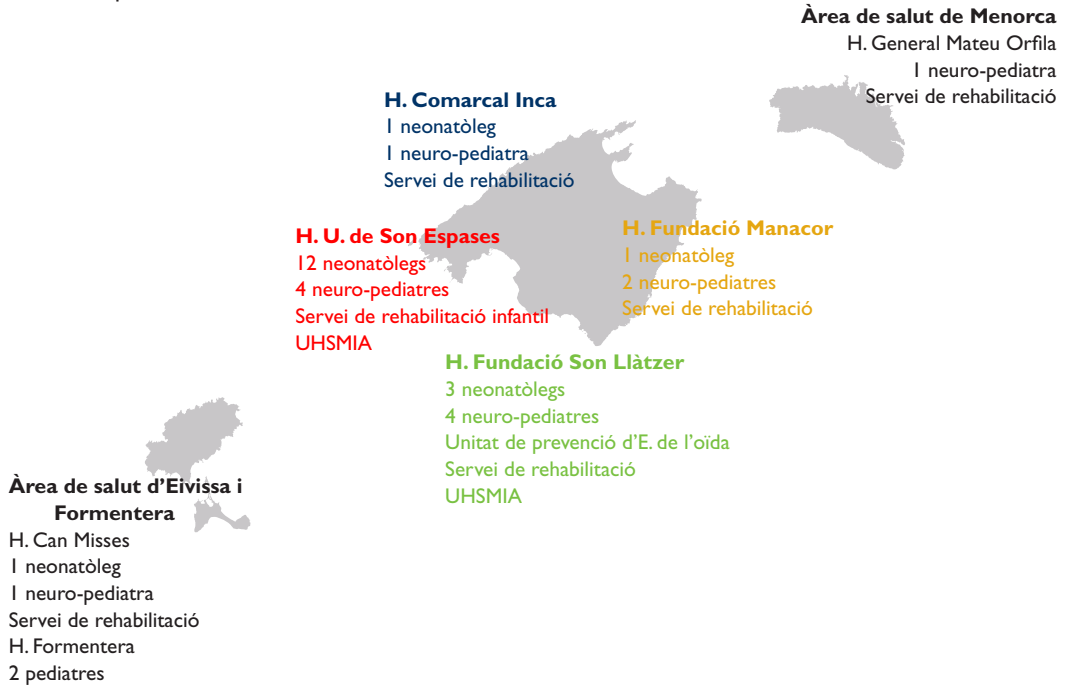 Àrea de salut de Menorca
H. General Mateu Orfila
1 neuro-pediatra
Servei de rehabilitació
H. Comarcal Inca
1 neonatòleg
1 neuro-pediatra
Servei de rehabilitació
H. U. de Son Espases
12 neonatòlegs
4 neuro-pediatres
Servei de rehabilitació infantil
UHSMIA
H. Fundació Manacor
1 neonatòleg
2 neuro-pediatres
Servei de rehabilitació
H. Fundació Son Llàtzer
3 neonatòlegs
4 neuro-pediatres
Unitat de prevenció d'E. de l'oïda
Servei de rehabilitació
UHSMIA
Àrea de salut d'Eivissa i
Formentera
H. Can Misses
1 neonatòleg
1 neuro-pediatra
Servei de rehabilitació
H. Formentera
2 pediatres